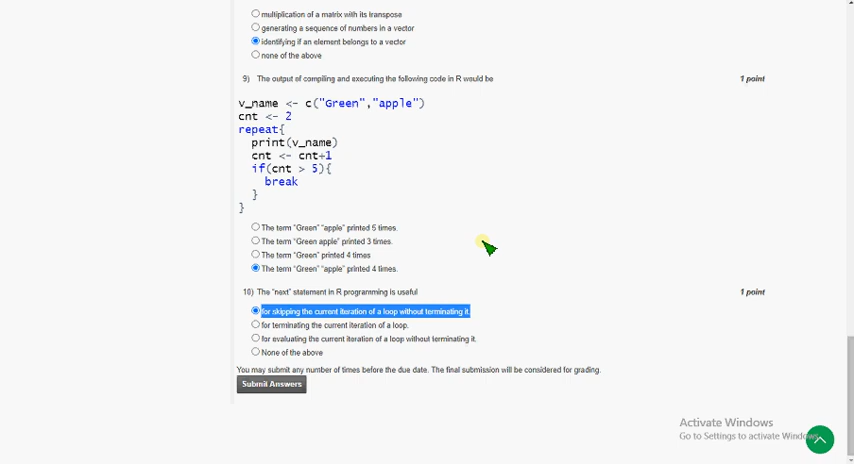 multiplication of a matrix with its transpose
generating a sequence of numbers in a vector
identifying if an element belongs to a vector
none of the above
9) The output of compiling and executing the following code in R would be 1 point
v_name <- c("Green","apple")
cnt <- 2
repeat{
print(v_name)
cnt <- cnt+1
if(cnt > 5){
break
}
}
The term "Green" "apple" printed 5 times.
The term "Green apple" printed 3 times.
The term "Green" printed 4 times
The term "Green" "apple" printed 4 times.
10) The "next" statement in R programming is useful 1 point
for skipping the current iteration of a loop without terminating it.
for terminating the current iteration of a loop.
for evaluating the current iteration of a loop without terminating it.
None of the above
You may submit any number of times before the due date. The final submission will be considered for grading.
Submit Answers
Activate Windows
Go to Settings to activate Windows.